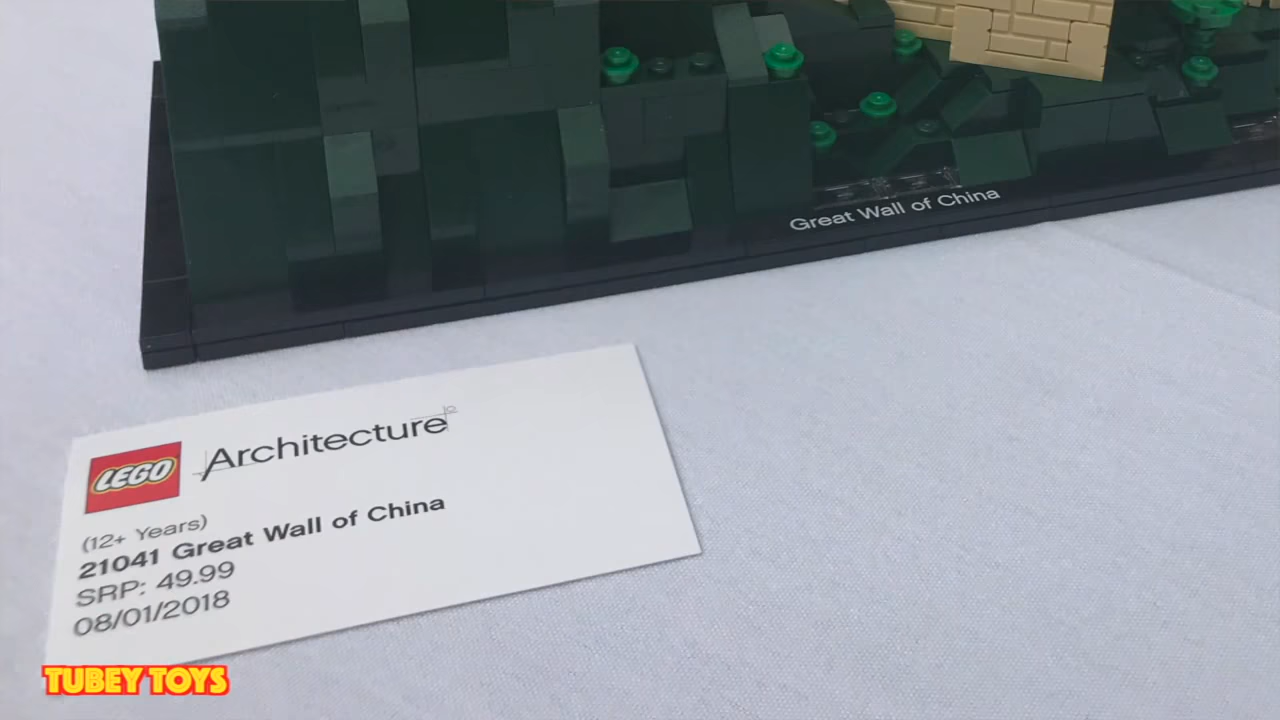 Great Wall of China
LEGO Architecture
(12+ Years)
21041 Great Wall of China
SRP: 49.99
08/01/2018
TUBEY TOYS